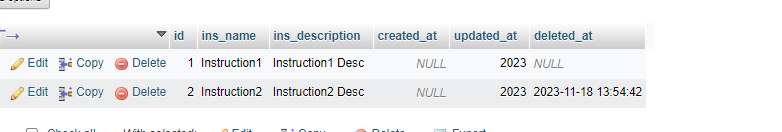 options
id ins_name ins_description created_at updated_at deleted_at
Edit Copy Delete 1 Instruction1 Instruction1 Desc NULL 2023 NULL
Edit Copy Delete 2 Instruction2 Instruction2 Desc NULL 2023 2023-11-18 13:54:42
Check all With selected: Edit Copy Delete Export